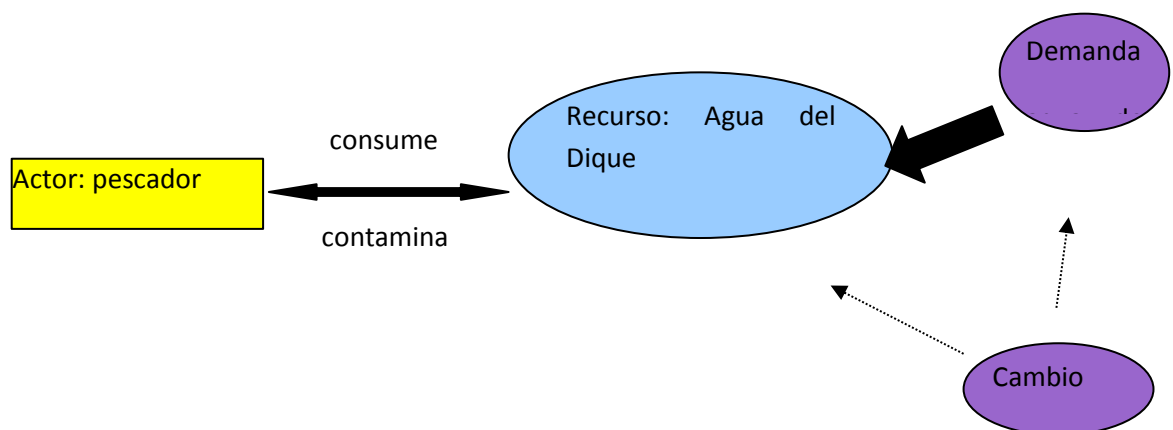 Demanda
Recurso: Agua del
Dique
consume
Actor: pescador
contamina
Cambio